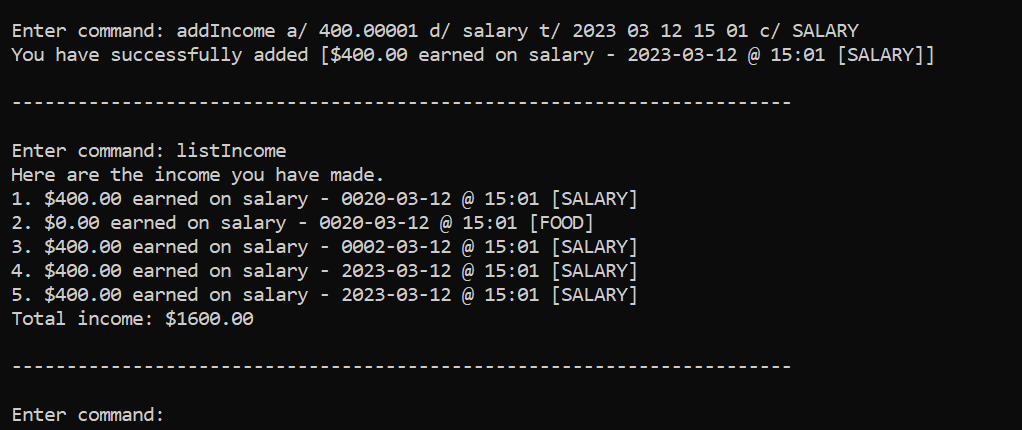 Enter command: addIncome a/ 400.00001 d/ salary t/ 2023 03 12 15 01 c/ SALARY
You have successfully added [$400.00 earned on salary - 2023-03-12 @ 15:01 [SALARY]]
-----------------------------------------------------------------------
Enter command: listIncome
Here are the income you have made.
1. $400.00 earned on salary - 0020-03-12 @ 15:01 [SALARY]
2. $0.00 earned on salary - 0020-03-12 @ 15:01 [FOOD]
3. $400.00 earned on salary - 0002-03-12 @ 15:01 [SALARY]
4. $400.00 earned on salary - 2023-03-12 @ 15:01 [SALARY]
5. $400.00 earned on salary - 2023-03-12 @ 15:01 [SALARY]
Total income: $1600.00
-----------------------------------------------------------------------
Enter command: